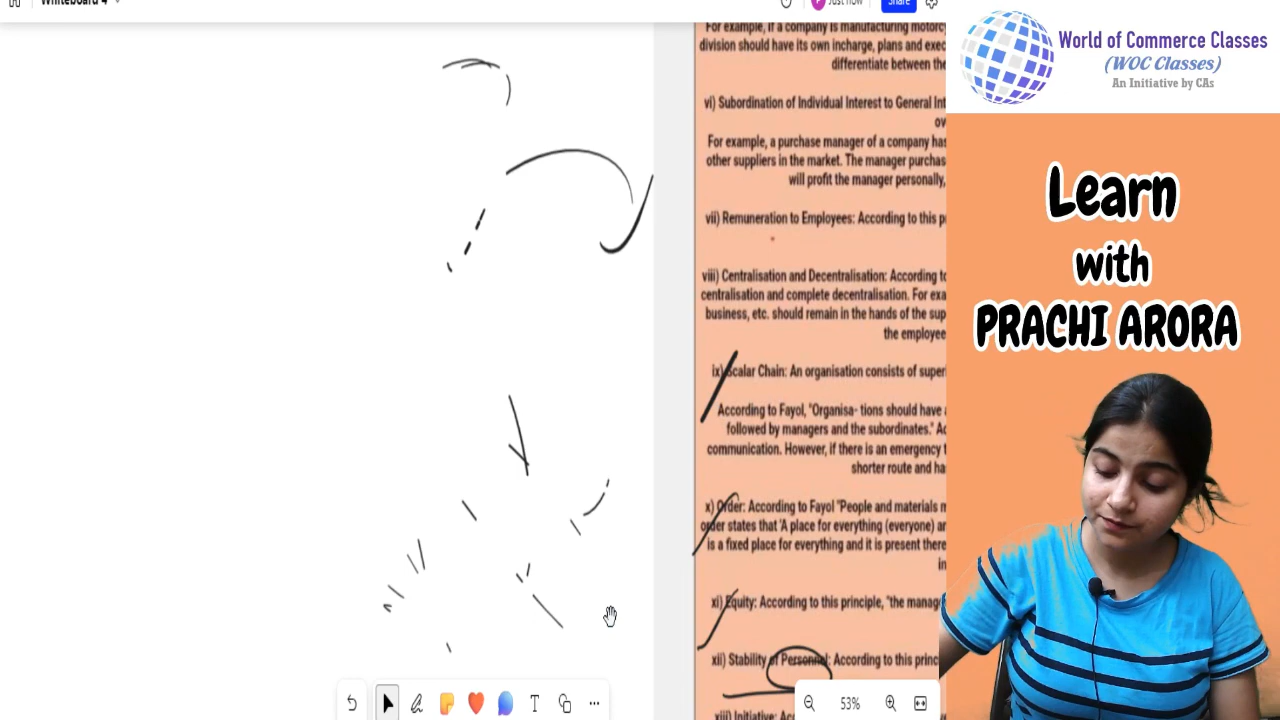 Whiteboard 4
Just now
Share
For example, if a company is manufacturing motorc
division should have its own incharge, plans and exec
differentiate between the
vi) Subordination of Individual Interest to General Int
ov
For example, a purchase manager of a company has
other suppliers in the market. The manager purchas
will profit the manager personally,
vii) Remuneration to Employees: According to this p
viii) Centralisation and Decentralisation: According to
centralisation and complete decentralisation. For exa
business, etc. should remain in the hands of the sup
the employee
ix) Scalar Chain: An organisation consists of super
According to Fayol, "Organisa- tions should have a
followed by managers and the subordinates." Ac
communication. However, if there is an emergency t
shorter route and ha
x) Order: According to Fayol "People and materials m
order states that 'A place for everything (everyone) an
is a fixed place for everything and it is present there
in
xi) Equity: According to this principle, "the manag
xii) Stability of Personnel: According to this princ
xiii) Initiative: Acc
T
53%
World of Commerce Classes
(WOC Classes)
An Initiative by CAs
Learn
with
PRACHI ARORA